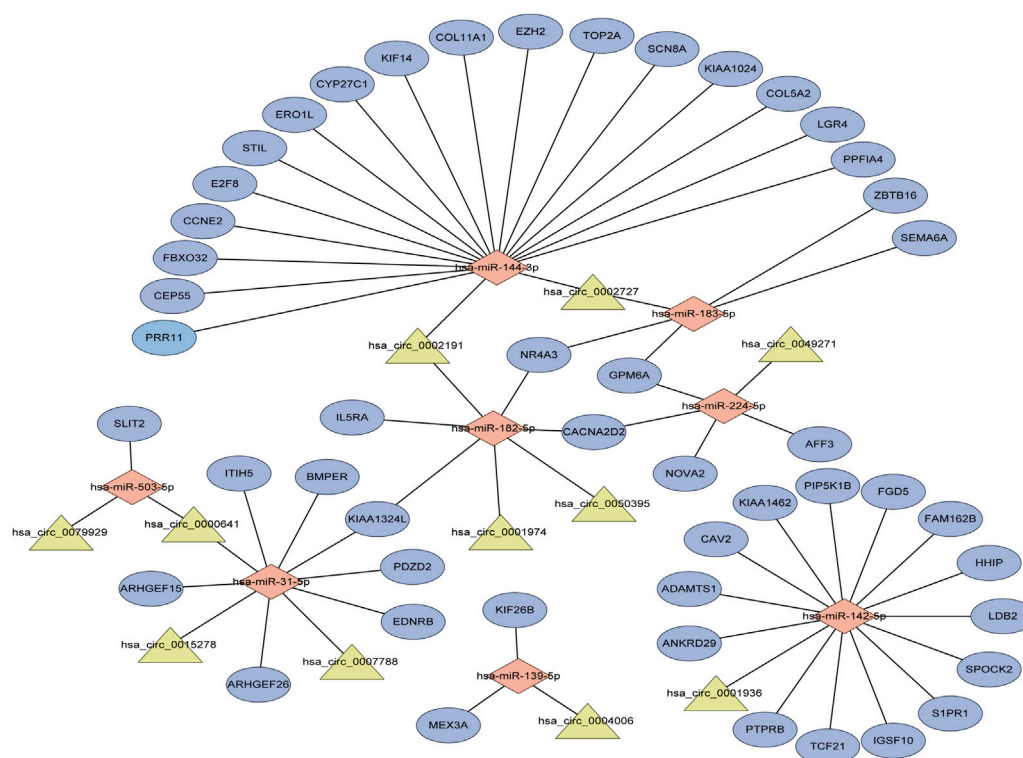 EZH2
TOP2A
COL11A1
SCN8A
KIF14
KIAA1024
CYP27C1
COL5A2
ERO1L
LGR4
STIL
PPFIA4
E2F8
ZBTB16
CCNE2
SEMA6A
FBXO32
hsa-miR-144-3p
CEP55
hsa_circ_0002727
hsa-miR-183-5p
PRR11
hsa_circ_0002191
NR4A3
hsa_circ_0049271
GPM6A
hsa-miR-224-5p
IL5RA
SLIT2
hsa-miR-182-5p
CACNA2D2
AFF3
ITIH5
BMPER
NOVA2
PIP5K1B
FGD5
hsa-miR-503-5p
KIAA1462
hsa_circ_0050395
KIAA1324L
FAM162B
hsa_circ_0079929
hsa_circ_0000641
hsa_circ_0001974
CAV2
HHIP
PDZD2
hsa-miR-31-5p
ADAMTS1
ARHGEF15
KIF26B
hsa-miR-142-5p
LDB2
EDNRB
ANKRD29
hsa_circ_0015278
hsa_circ_0007788
SPOCK2
hsa-miR-139-5p
ARHGEF26
hsa_circ_0001936
S1PR1
MEX3A
hsa_circ_0004006
PTPRB
IGSF10
TCF21